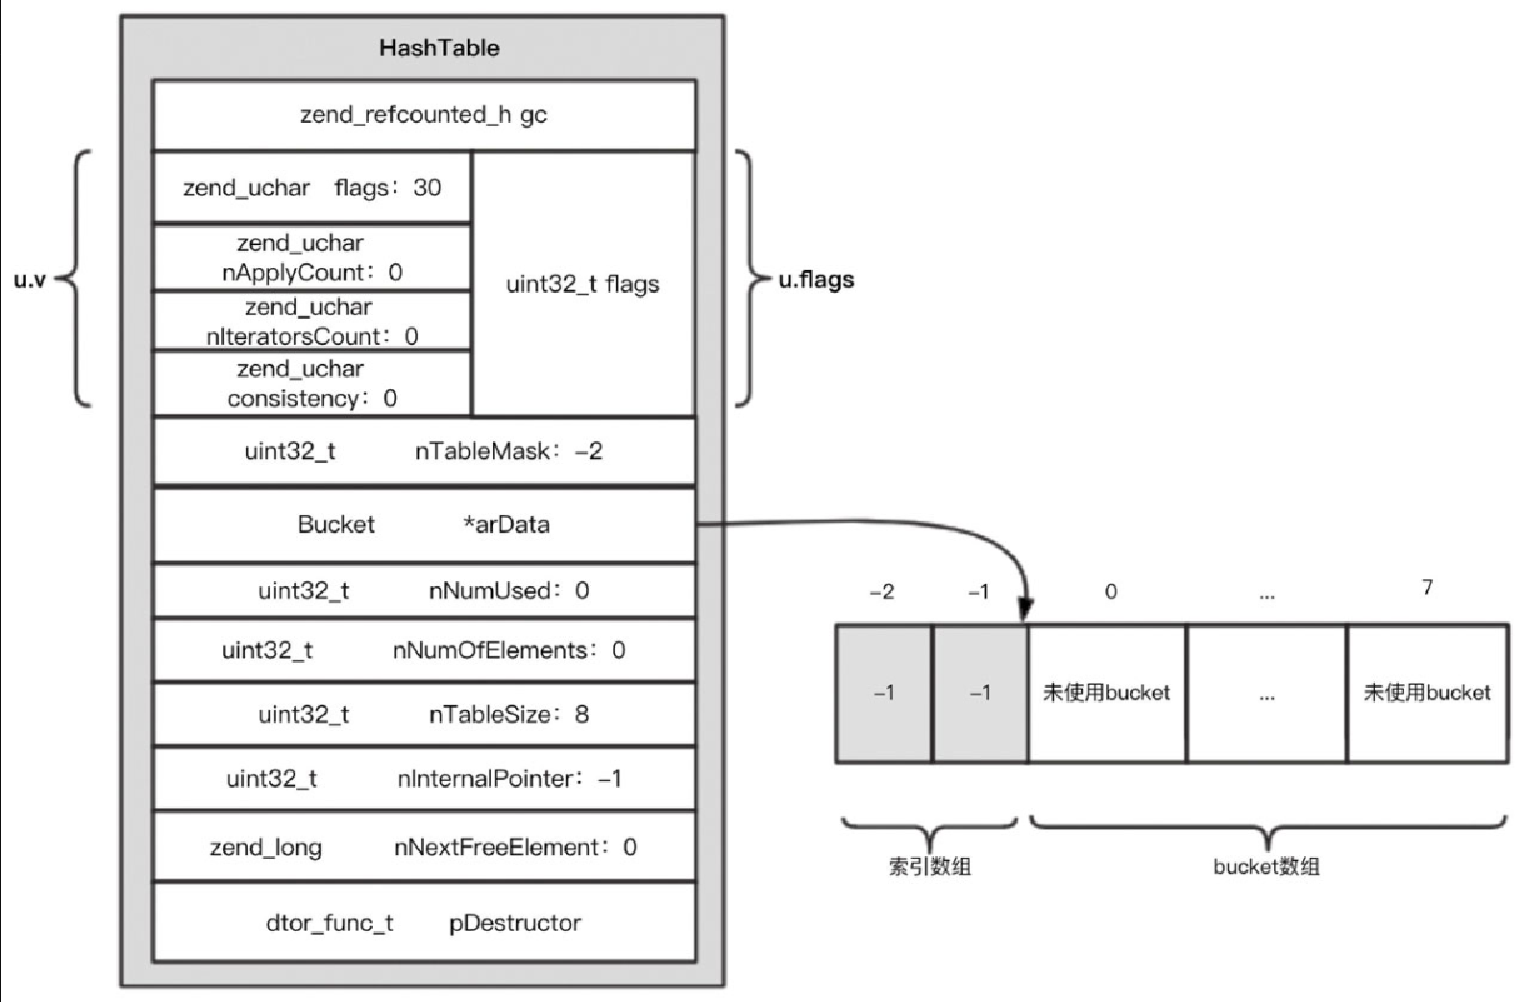 HashTable
zend_refcounted_h gc
zend_uchar flags：30
zend_uchar
nApplyCount：0
zend_uchar
nIteratorsCount：0
zend_uchar
consistency：0
uint32_t flags
u.v
u.flags
uint32_t nTableMask：-2
Bucket *arData
uint32_t nNumUsed：0
uint32_t nNumOfElements：0
uint32_t nTableSize：8
uint32_t nInternalPointer：-1
zend_long nNextFreeElement：0
dtor_func_t pDestructor
-2 -1 0 ... 7
-1 -1 未使用bucket ... 未使用bucket
索引数组 bucket数组